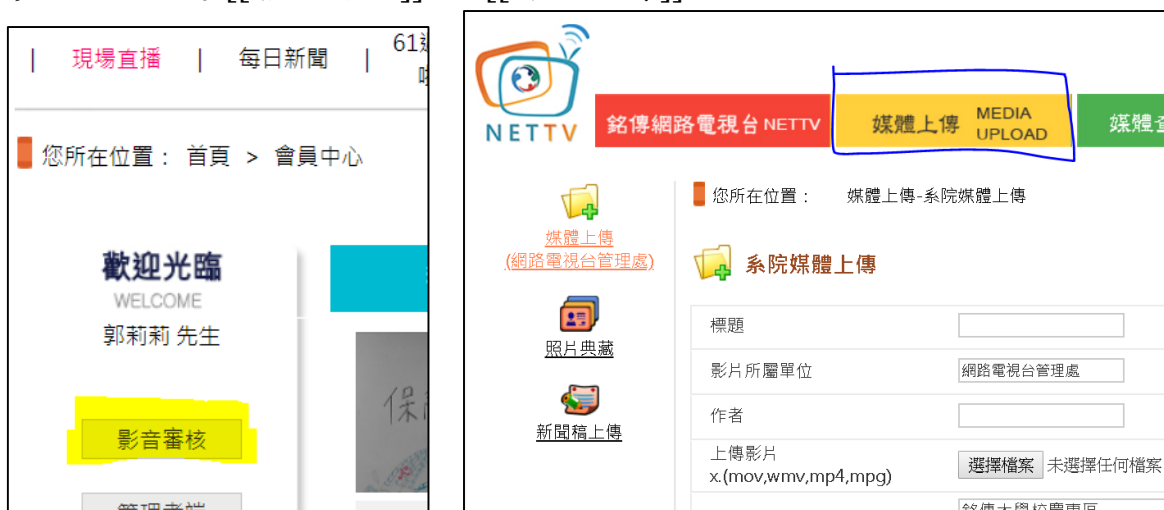 現場直播
每日新聞
您所在位置： 首頁 > 會員中心
歡迎光臨
WELCOME
郭莉莉 先生
影音審核
NETTV
銘傳網路電視台 NETTV
媒體上傳
MEDIA
UPLOAD
媒體
您所在位置： 媒體上傳-系院媒體上傳
媒體上傳
(網路電視台管理處)
照片典藏
新聞稿上傳
系院媒體上傳
標題
影片所屬單位 網路電視台管理處
作者
上傳影片
x.(mov,wmv,mp4,mpg)
選擇檔案 未選擇任何檔案